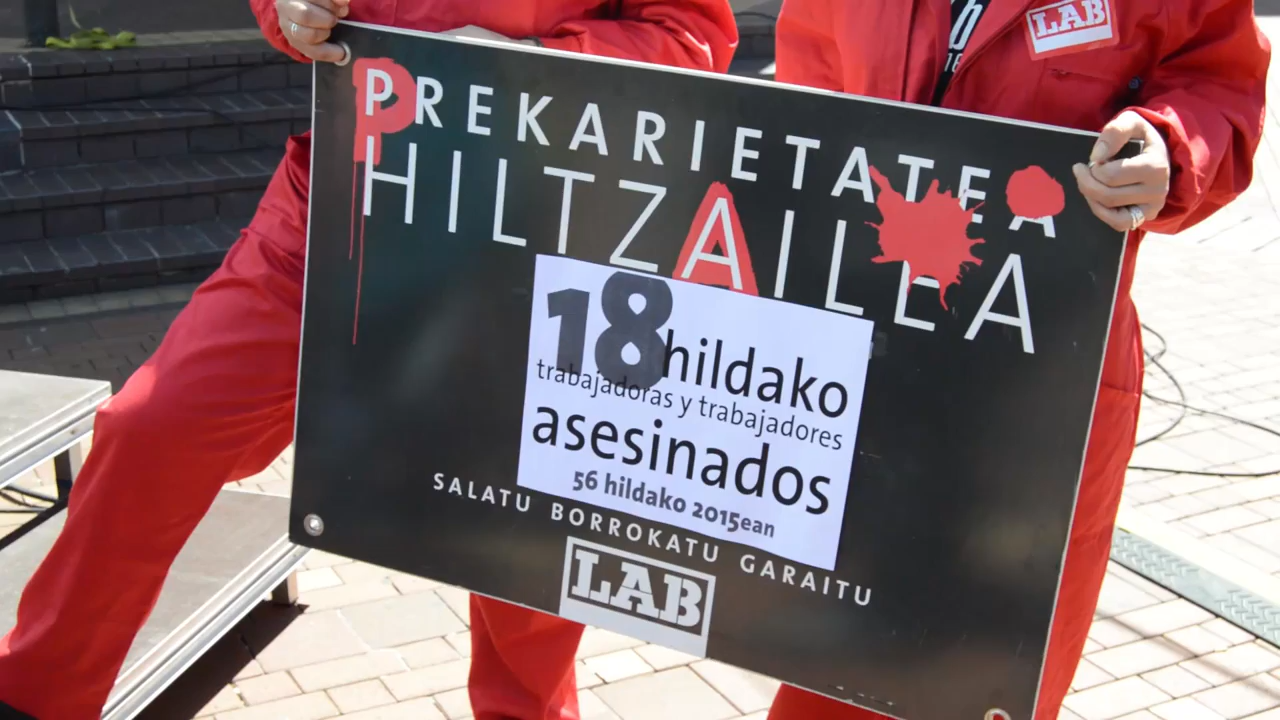 LAB
PREKARIETATEA
HILTZAILEA
18 hildako
trabajadoras y trabajadores
asesinados
56 hildako 2015ean
SALATU BORROKATU GARAITU
LAB